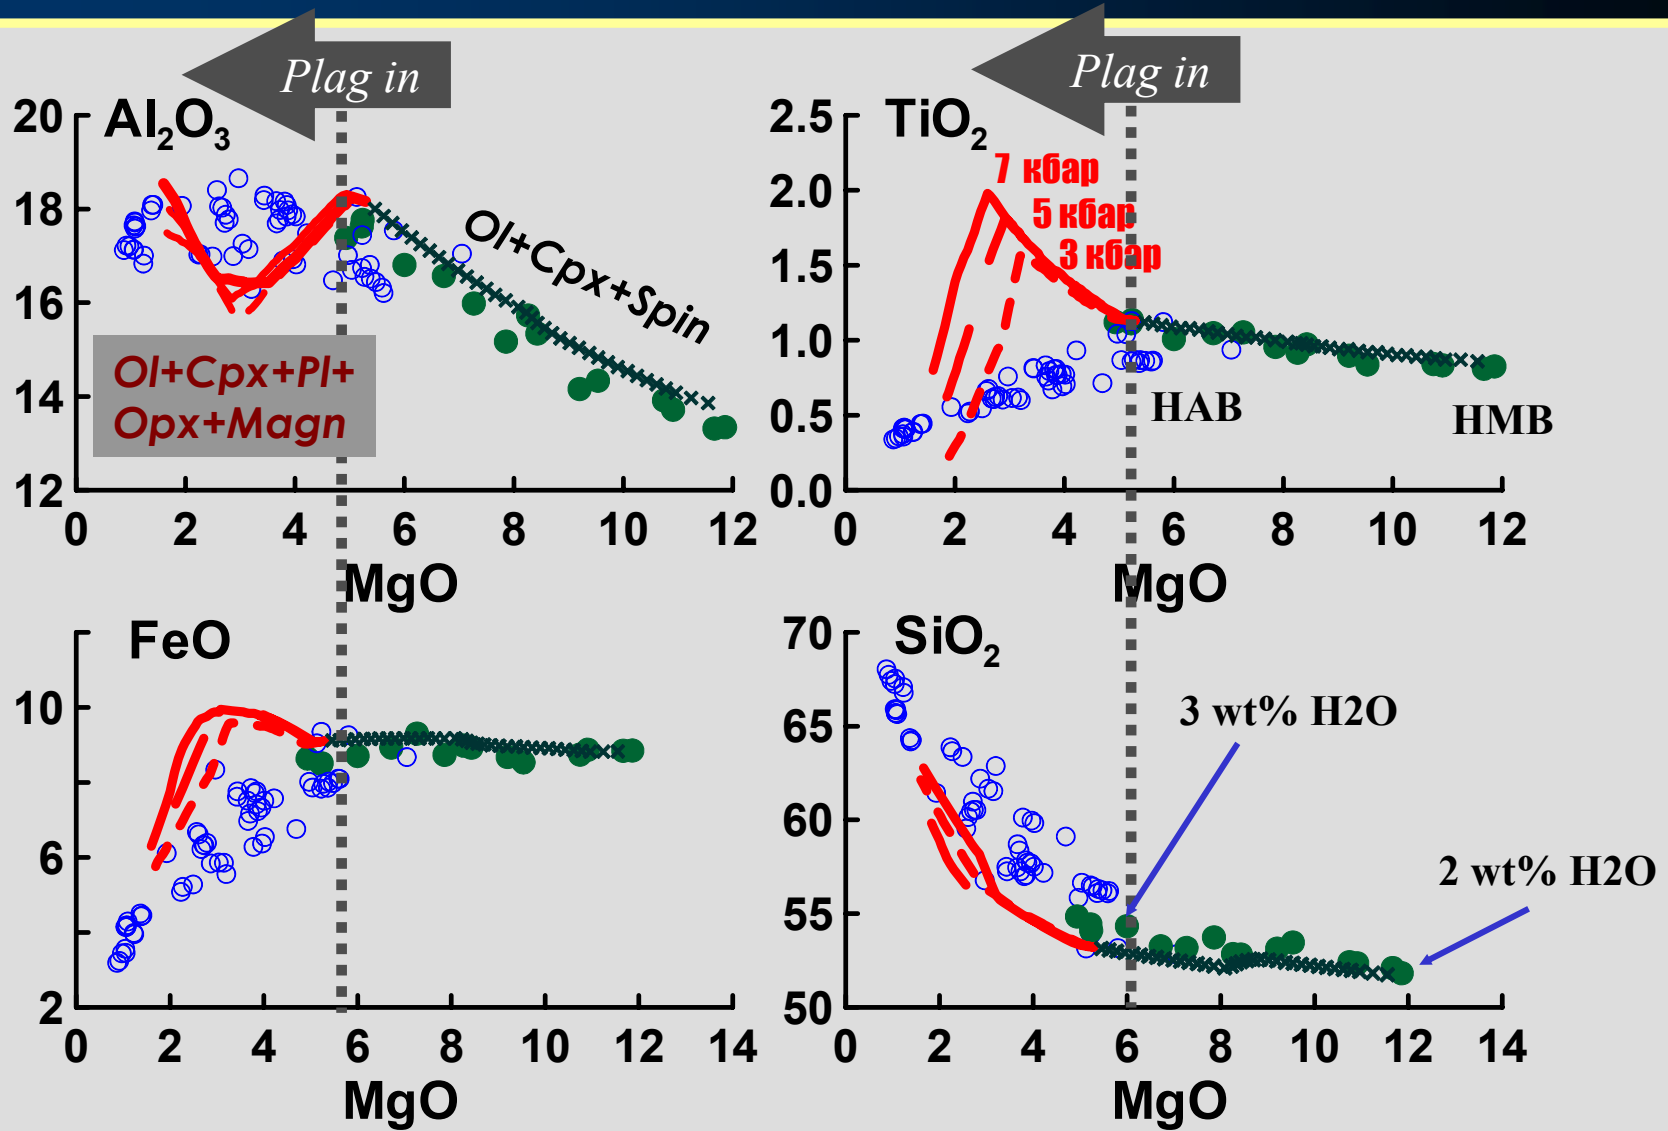 Plag in
Plag in
Al₂O₃
20
18
16
14
12
Ol+Cpx+Spin
Ol+Cpx+Pl+
Opx+Magn
0 2 4 6 8 10 12
MgO
TiO₂
2.5
2.0
1.5
1.0
0.5
0.0
7 кбар
5 кбар
3 кбар
HAB
HMB
0 2 4 6 8 10 12
MgO
FeO
10
6
2
0 2 4 6 8 10 12 14
MgO
SiO₂
70
65
60
55
50
3 wt% H2O
2 wt% H2O
0 2 4 6 8 10 12 14
MgO